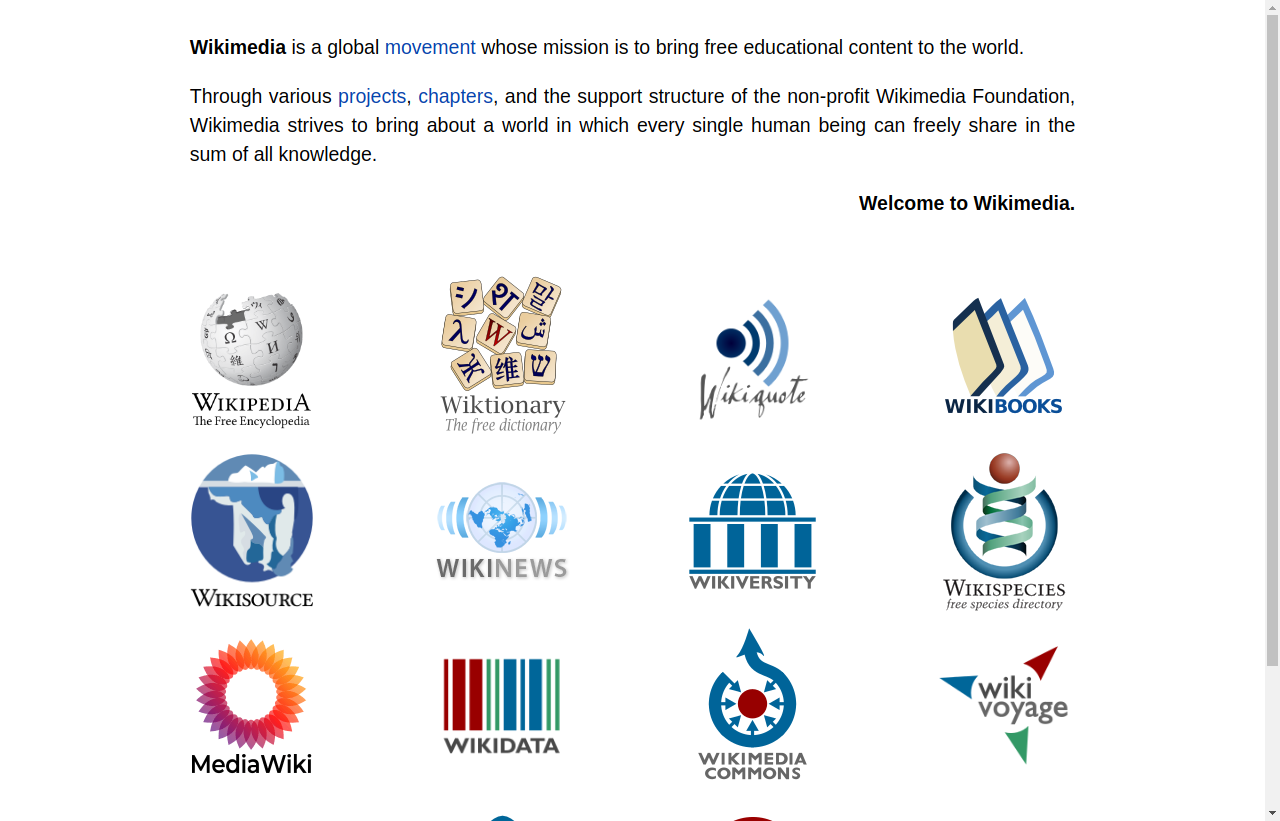 Wikimedia is a global movement whose mission is to bring free educational content to the world.
Through various projects, chapters, and the support structure of the non-profit Wikimedia Foundation,
Wikimedia strives to bring about a world in which every single human being can freely share in the
sum of all knowledge.
Welcome to Wikimedia.
Ω W И 維
WIKIPEDIA
The Free Encyclopedia
シ 말
λ W ش
维 ש
Wiktionary
The free dictionary
Wikiquote
WIKIBOOKS
WIKISOURCE
WIKINEWS
WIKIVERSITY
WIKISPECIES
free species directory
MediaWiki
WIKIDATA
WIKIMEDIA
COMMONS
wiki
voyage